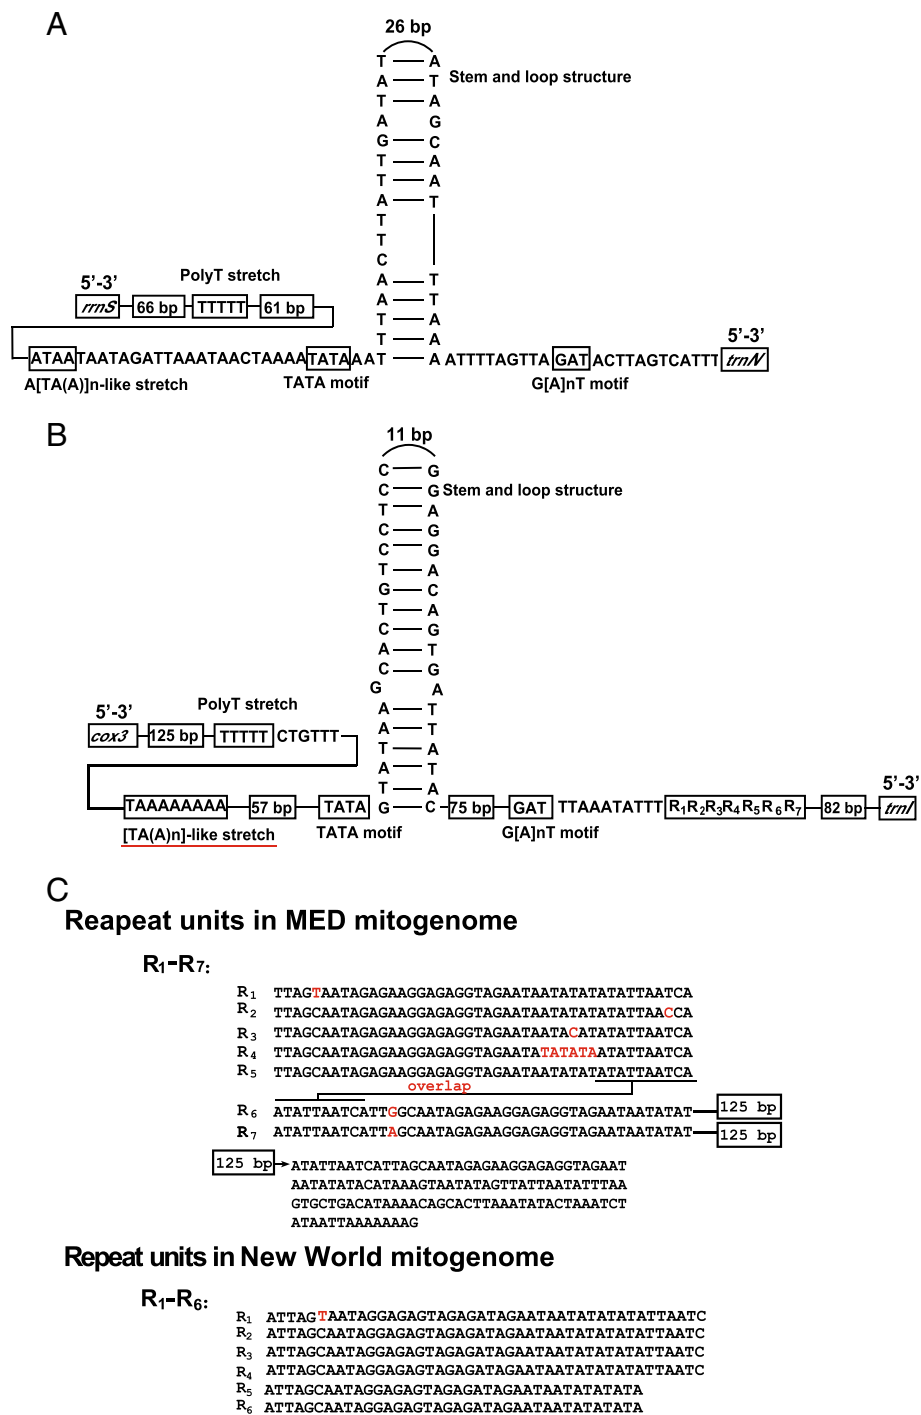 A
26 bp
T A
A T Stem and loop structure
T A
A G
G C
T A
T A
A T
T
T
C
A T
A T
T A
T A
5'-3' PolyT stretch
rrnS 66 bp TTTTT 61 bp
ATAATAATAGATTAAATAACTAAAATATAAAT A AATTTTAGTTA GAT ACTTAGTCATTT trnN
5'-3'
A[TA(A)]n-like stretch TATA motif G[A]nT motif
B
11 bp
C G
C G Stem and loop structure
T A
C G
C G
T A
G C
T A
C G
A T
C G
G A
A T
A T
T A
A T
T A
5'-3' PolyT stretch
cox3 125 bp TTTTT CTGTTT
5'-3'
TAAAAAAAA 57 bp TATA G C 75 bp GAT TTAAATATTT R1R2R3R4R5R6R7 82 bp trnI
[TA(A)n]-like stretch TATA motif G[A]nT motif
C
Reapeat units in MED mitogenome
R1-R7:
R1 TTAGTAATAGAGAAGGAGAGGTAGAATAATATATATATTAATCA
R2 TTAGCAATAGAGAAGGAGAGGTAGAATAATATATATATTAACCA
R3 TTAGCAATAGAGAAGGAGAGGTAGAATAATACATATATTAATCA
R4 TTAGCAATAGAGAAGGAGAGGTAGAATATATATAATATTAATCA
R5 TTAGCAATAGAGAAGGAGAGGTAGAATAATATATATATTAATCA
overlap
R6 ATATTAATCATTGGCAATAGAGAAGGAGAGGTAGAATAATATAT 125 bp
R7 ATATTAATCATTAGCAATAGAGAAGGAGAGGTAGAATAATATAT 125 bp
125 bp ATATTAATCATTAGCAATAGAGAAGGAGAGGTAGAAT
AATATATACATAAAGTAATATAGTTATTAATATTTAA
GTGCTGACATAAAACAGCACTTAAATATACTAAATCT
ATAATTAAAAAAAG
Repeat units in New World mitogenome
R1-R6:
R1 ATTAGTAATAGGAGAGTAGAGATAGAATAATATATATATTAATC
R2 ATTAGCAATAGGAGAGTAGAGATAGAATAATATATATATTAATC
R3 ATTAGCAATAGGAGAGTAGAGATAGAATAATATATATATTAATC
R4 ATTAGCAATAGGAGAGTAGAGATAGAATAATATATATATTAATC
R5 ATTAGCAATAGGAGAGTAGAGATAGAATAATATATATA
R6 ATTAGCAATAGGAGAGTAGAGATAGAATAATATATATA